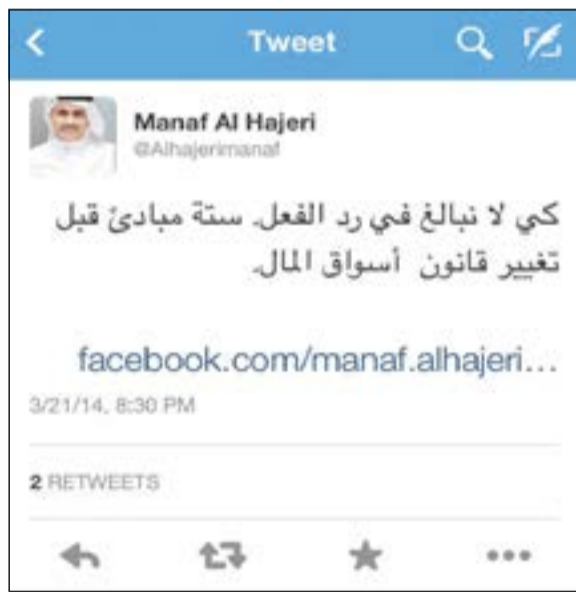 Tweet
Manaf Al Hajeri
@Alhajerimanaf
كي لا نبالغ في رد الفعل. ستة مبادئ قبل
تغيير قانون أسواق المال.
facebook.com/manaf.alhajeri...
3/21/14, 8:30 PM
2 RETWEETS